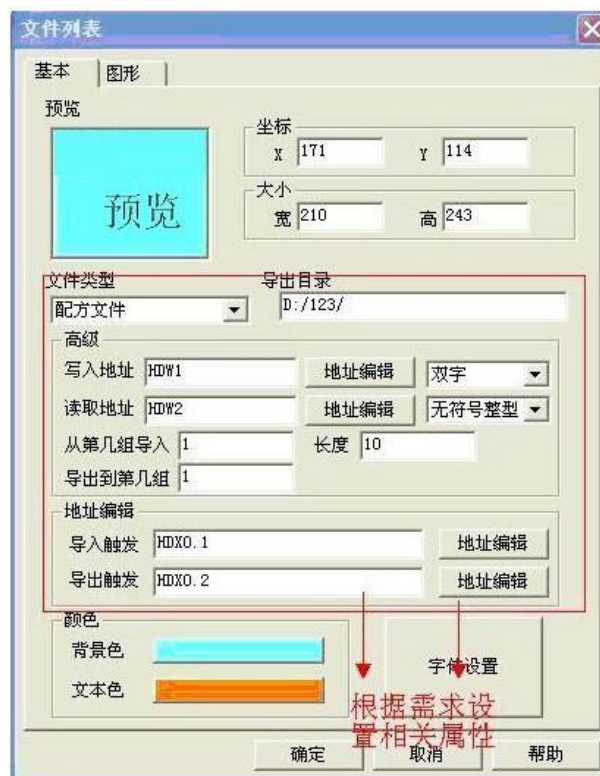 文件列表
基本 图形
预览
预览
坐标
X 171 Y 114
大小
宽 210 高 243
文件类型 导出目录
配方文件 D:/123/
高级
写入地址 HDW1 地址编辑 双字
读取地址 HDW2 地址编辑 无符号整型
从第几组导入 1 长度 10
导出到第几组 1
地址编辑
导入触发 HDX0.1 地址编辑
导出触发 HDX0.2 地址编辑
颜色
背景色
字体设置
文本色
根据需求设
置相关属性
确定 取消 帮助